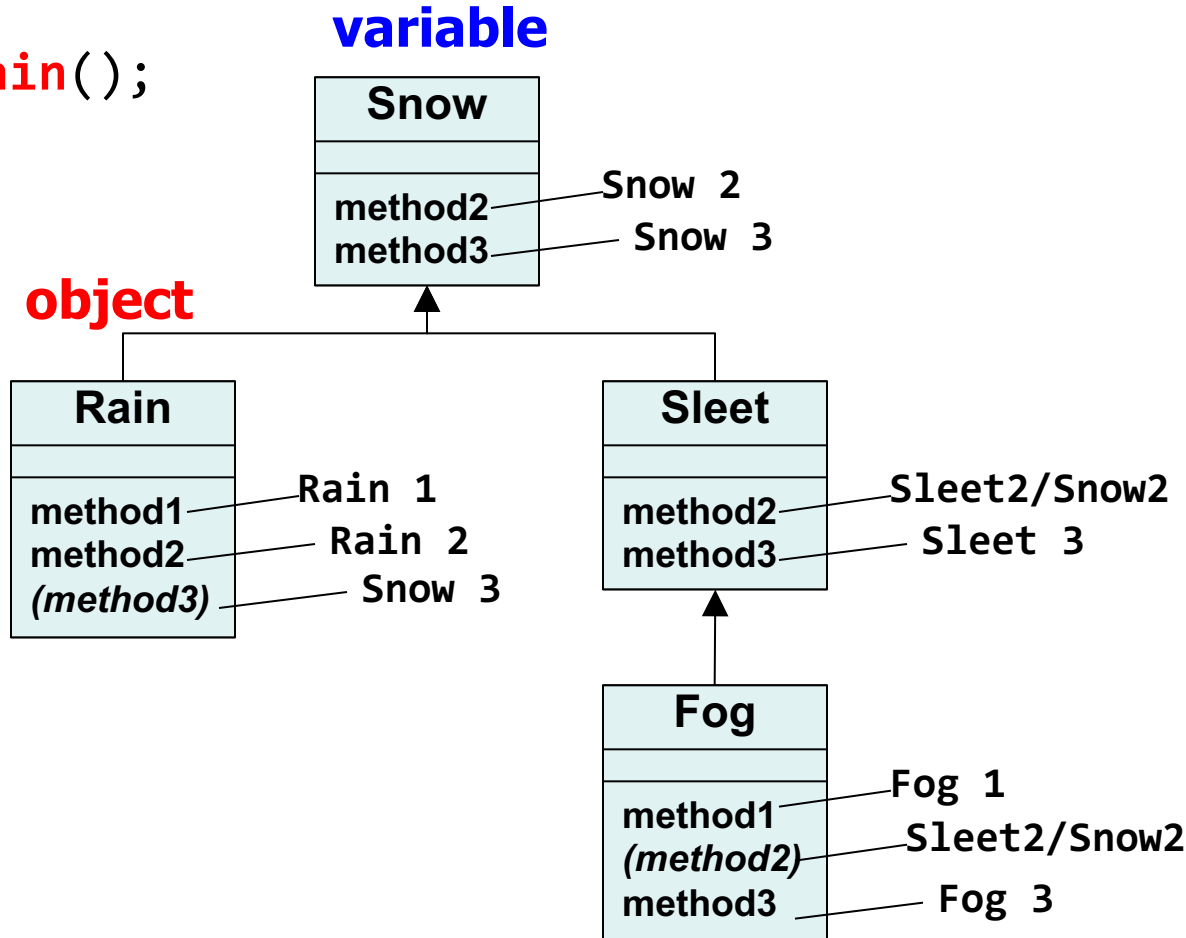 variable
ain();
Snow
method2
Snow 2
method3
Snow 3
object
Rain
method1
Rain 1
method2
Rain 2
(method3)
Snow 3
Sleet
method2
Sleet2/Snow2
method3
Sleet 3
Fog
method1
Fog 1
(method2)
Sleet2/Snow2
method3
Fog 3